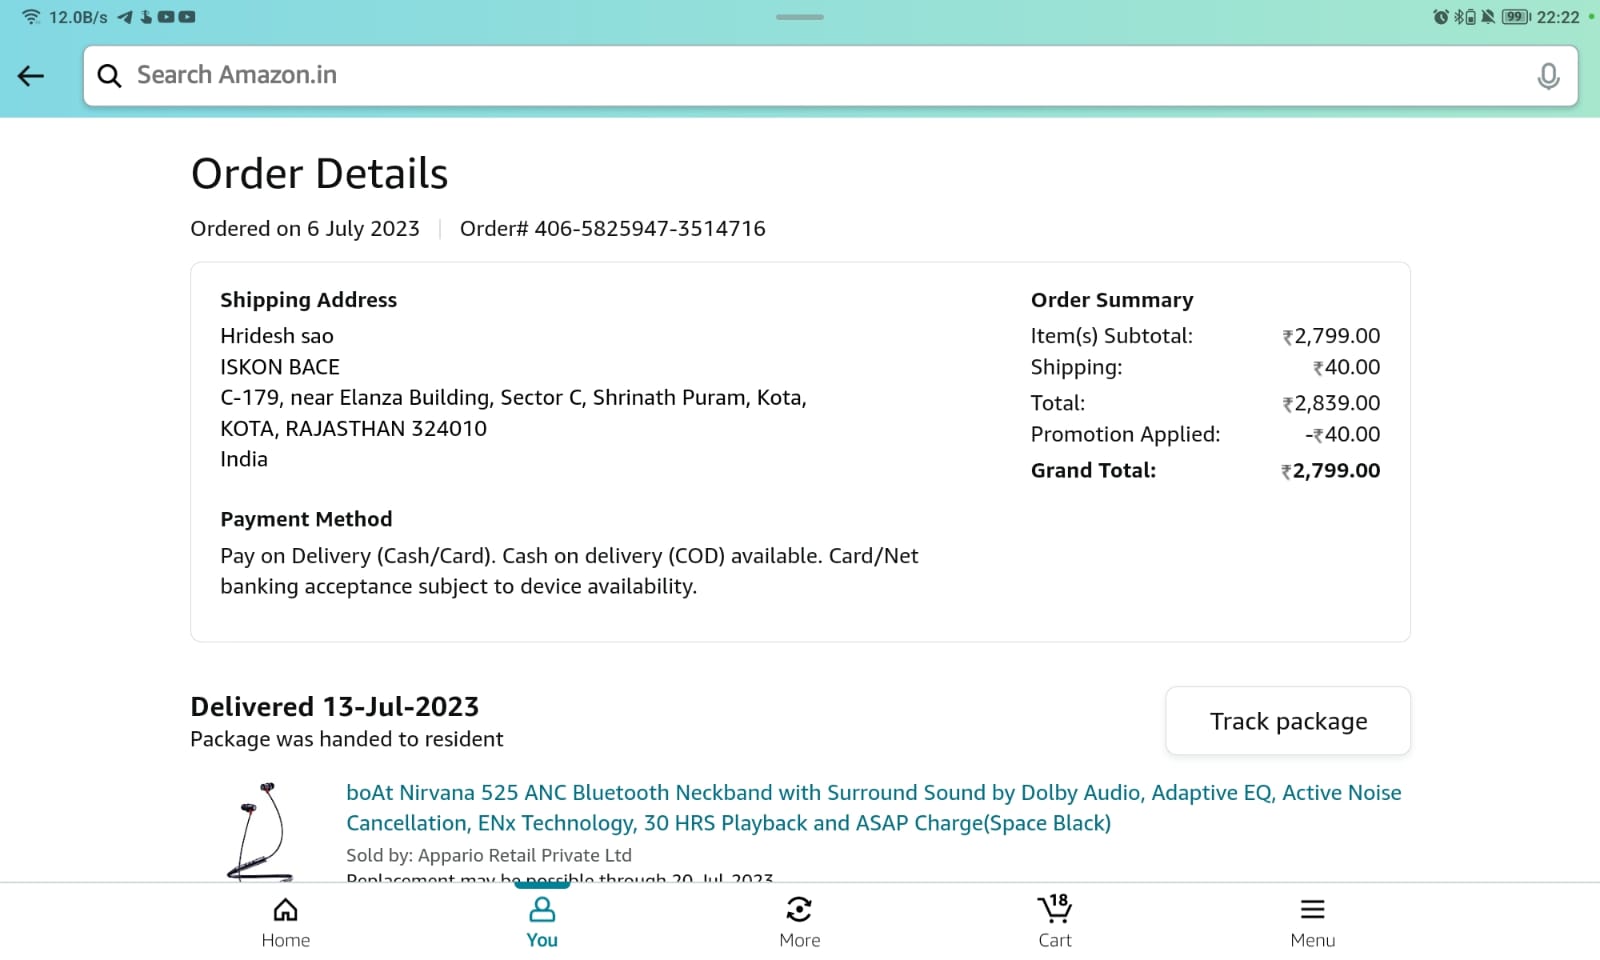 12.0B/s
99
22:22
Search Amazon.in
Order Details
Ordered on 6 July 2023
Order# 406-5825947-3514716
Shipping Address
Hridesh sao
ISKON BACE
C-179, near Elanza Building, Sector C, Shrinath Puram, Kota,
KOTA, RAJASTHAN 324010
India
Payment Method
Pay on Delivery (Cash/Card). Cash on delivery (COD) available. Card/Net
banking acceptance subject to device availability.
Order Summary
Item(s) Subtotal: ₹2,799.00
Shipping: ₹40.00
Total: ₹2,839.00
Promotion Applied: -₹40.00
Grand Total: ₹2,799.00
Delivered 13-Jul-2023
Package was handed to resident
Track package
boAt Nirvana 525 ANC Bluetooth Neckband with Surround Sound by Dolby Audio, Adaptive EQ, Active Noise
Cancellation, ENx Technology, 30 HRS Playback and ASAP Charge(Space Black)
Sold by: Appario Retail Private Ltd
Replacement may be possible through 20-Jul-2023
Home
You
More
18
Cart
Menu